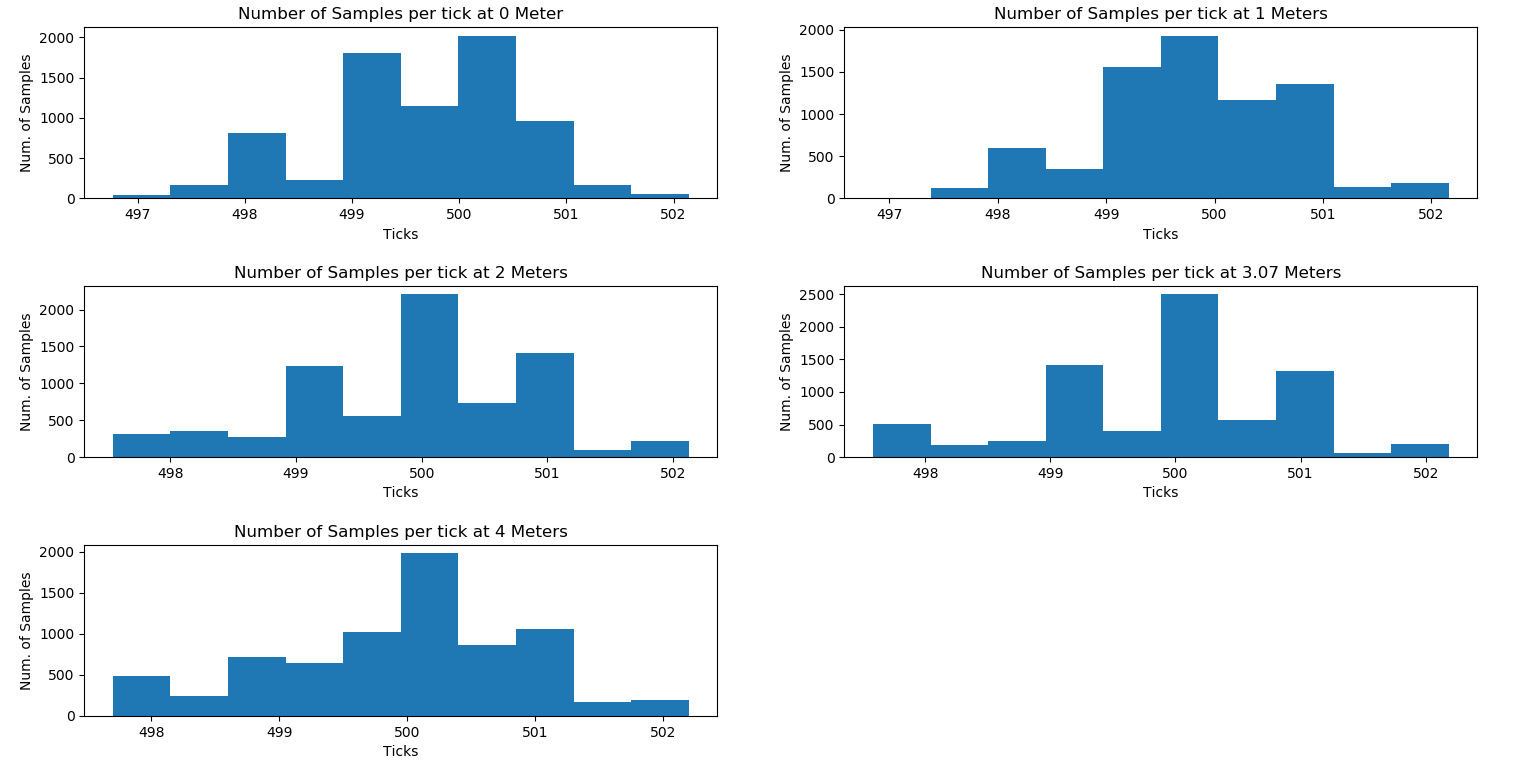 Number of Samples per tick at 0 Meter
Num. of Samples
2000
1500
1000
500
0
497 498 499 500 501 502
Ticks
Number of Samples per tick at 1 Meters
Num. of Samples
2000
1500
1000
500
0
497 498 499 500 501 502
Ticks
Number of Samples per tick at 2 Meters
Num. of Samples
2000
1500
1000
500
0
498 499 500 501 502
Ticks
Number of Samples per tick at 3.07 Meters
Num. of Samples
2500
2000
1500
1000
500
0
498 499 500 501 502
Ticks
Number of Samples per tick at 4 Meters
Num. of Samples
2000
1500
1000
500
0
498 499 500 501 502
Ticks